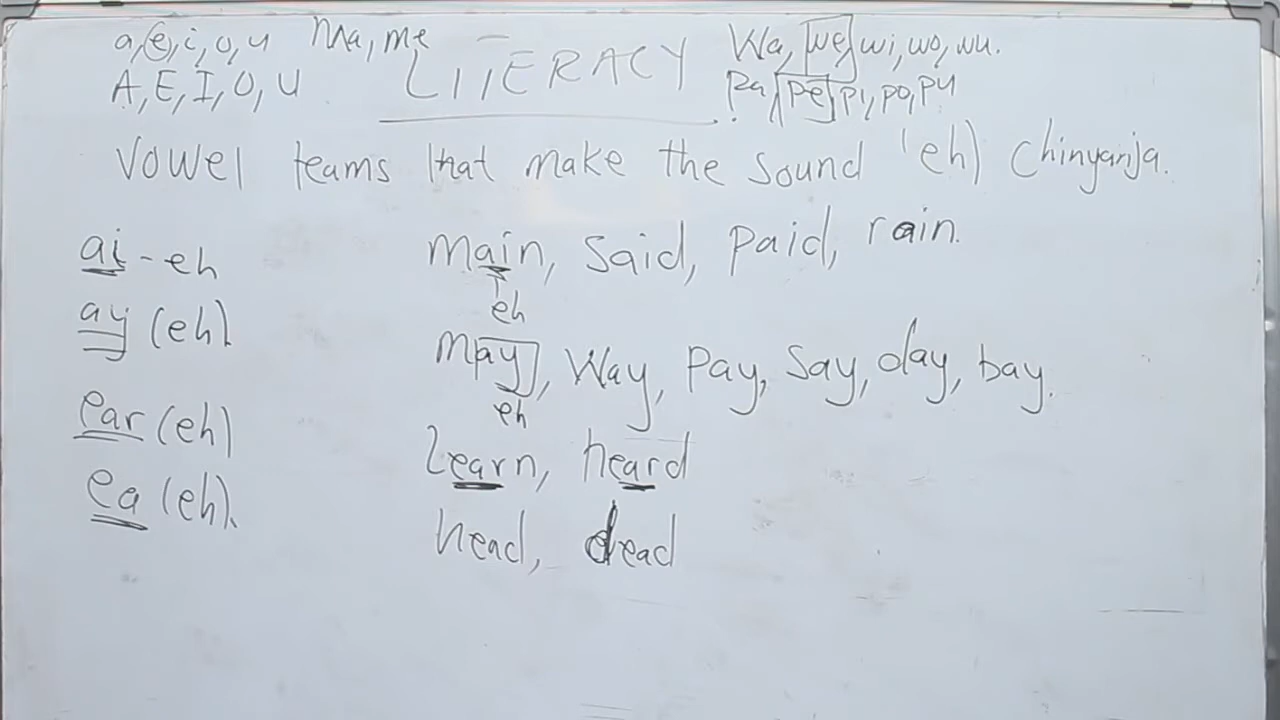 a, e, i, o, u Ma, me
LITERACY
Wa, we, wi, wo, wu.
A, E, I, O, U
Pa, pe, pi, po, pu
Vowel teams that make the sound 'eh) Chinyanja.
ai - eh main, said, paid, rain.
eh
ay (eh). may, way, pay, say, day, bay.
eh
ear (eh) learn, heard
ea (eh). head, dead